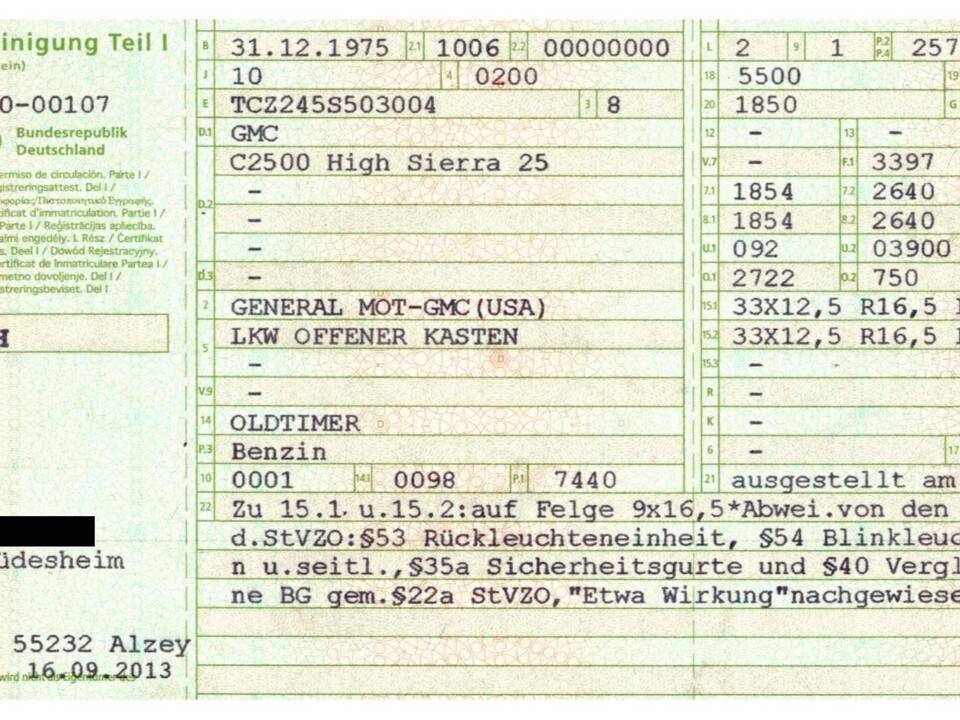 inigung Teil I
ein)
0-00107
Bundesrepublik
Deutschland
ermiso de circulación. Parte I /
gistreringsattest. Del I /
Πιστοποιητικό Εγγραφής.
ificat d'immatriculation. Partie I /
Parte I / Reģistrācijas apliecība.
almi engedély. I. Rész / Ċertifikat
s. Deel I / Dowód Rejestracyjny.
ertificat de înmatriculare Partea I /
metno dovoljenje. Del I /
streringsbeviset. Del I
H
üdesheim
55232 Alzey
16.09.2013
B 31.12.1975 2.1 1006 2.2 00000000
J 10 4 0200
E TCZ245S503004 3 8
D.1 GMC
C2500 High Sierra 25
–
D.2 –
–
D.3 –
2 GENERAL MOT-GMC(USA)
LKW OFFENER KASTEN
5 –
V.9 –
14 OLDTIMER
P.3 Benzin
10 0001 14.1 0098 P.1 7440
L 2 9 1 P.2 P.4 257
18 5500 19
20 1850 G
12 – 13 –
V.7 – F.1 3397
7.1 1854 7.2 2640
8.1 1854 8.2 2640
U.1 092 U.2 03900
O.1 2722 O.2 750
15.1 33X12,5 R16,5
15.2 33X12,5 R16,5
15.3 –
R –
K –
6 – 17
21 ausgestellt am
22 Zu 15.1 u.15.2:auf Felge 9x16,5*Abwei.von den
d.StVZO:§53 Rückleuchteneinheit, §54 Blinkleuc
n u.seitl.,§35a Sicherheitsgurte und §40 Vergl
ne BG gem.§22a StVZO,"Etwa Wirkung"nachgewiese